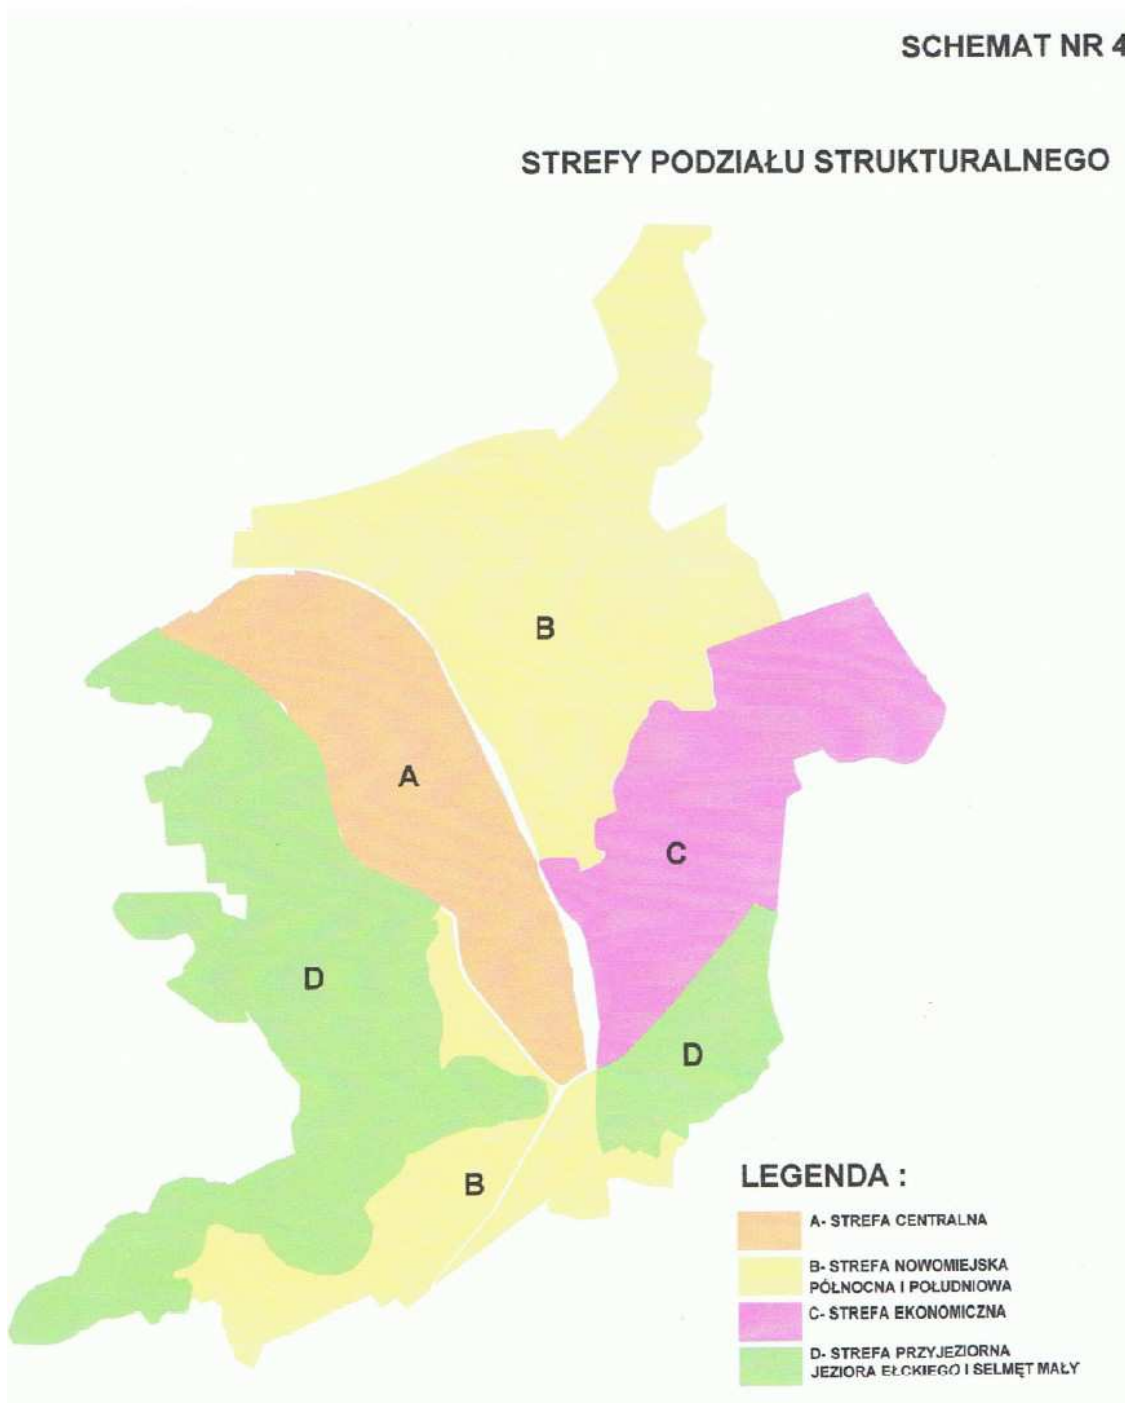 SCHEMAT NR 4
STREFY PODZIAŁU STRUKTURALNEGO
B
A
C
D
D
B
LEGENDA :
A- STREFA CENTRALNA
B- STREFA NOWOMIEJSKA
PÓŁNOCNA I POŁUDNIOWA
C- STREFA EKONOMICZNA
D- STREFA PRZYJEZIORNA
JEZIORA EŁCKIEGO I SELMĘT MAŁY